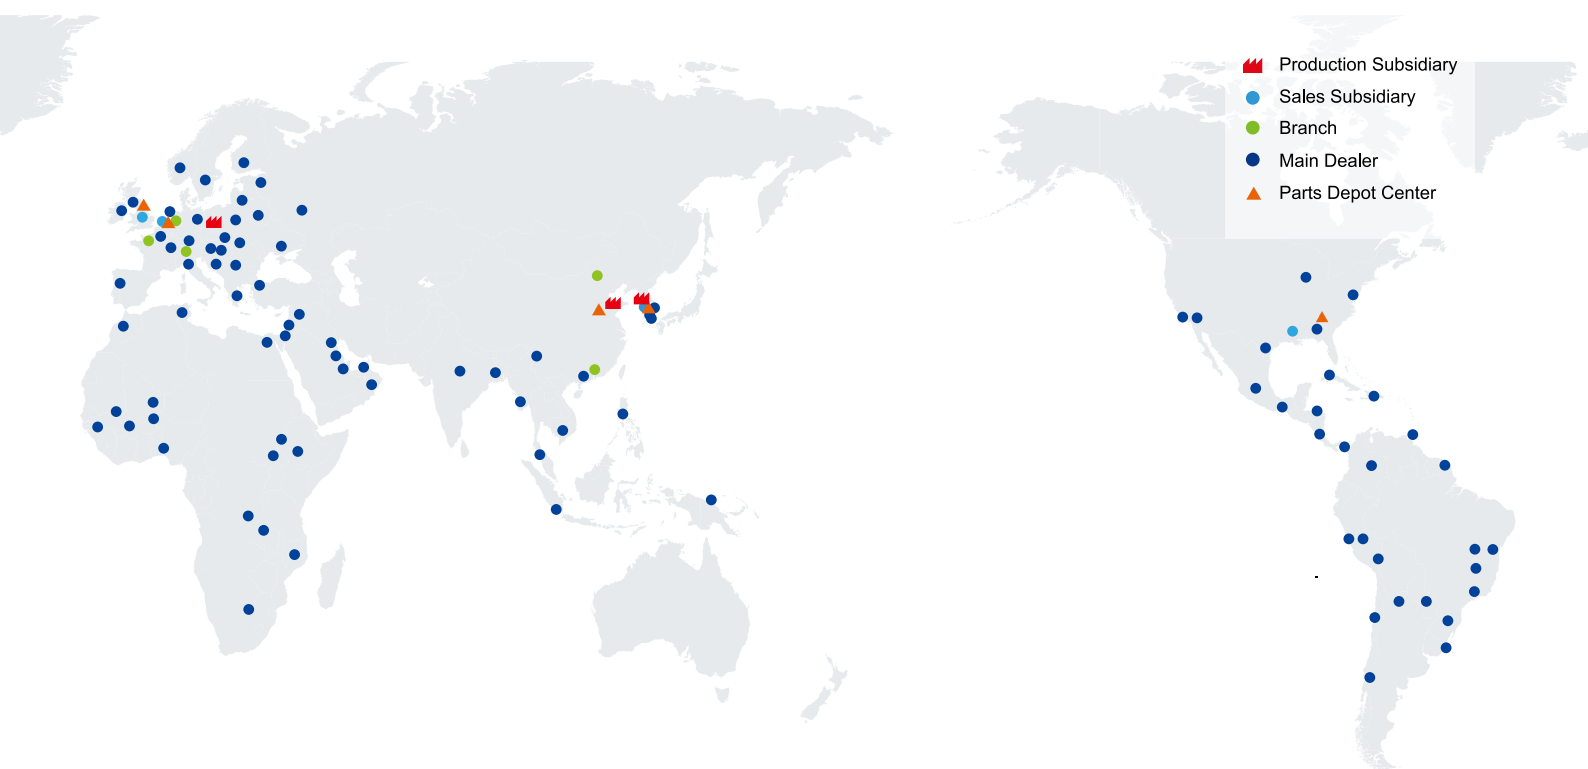 Production Subsidiary
Sales Subsidiary
Branch
Main Dealer
Parts Depot Center